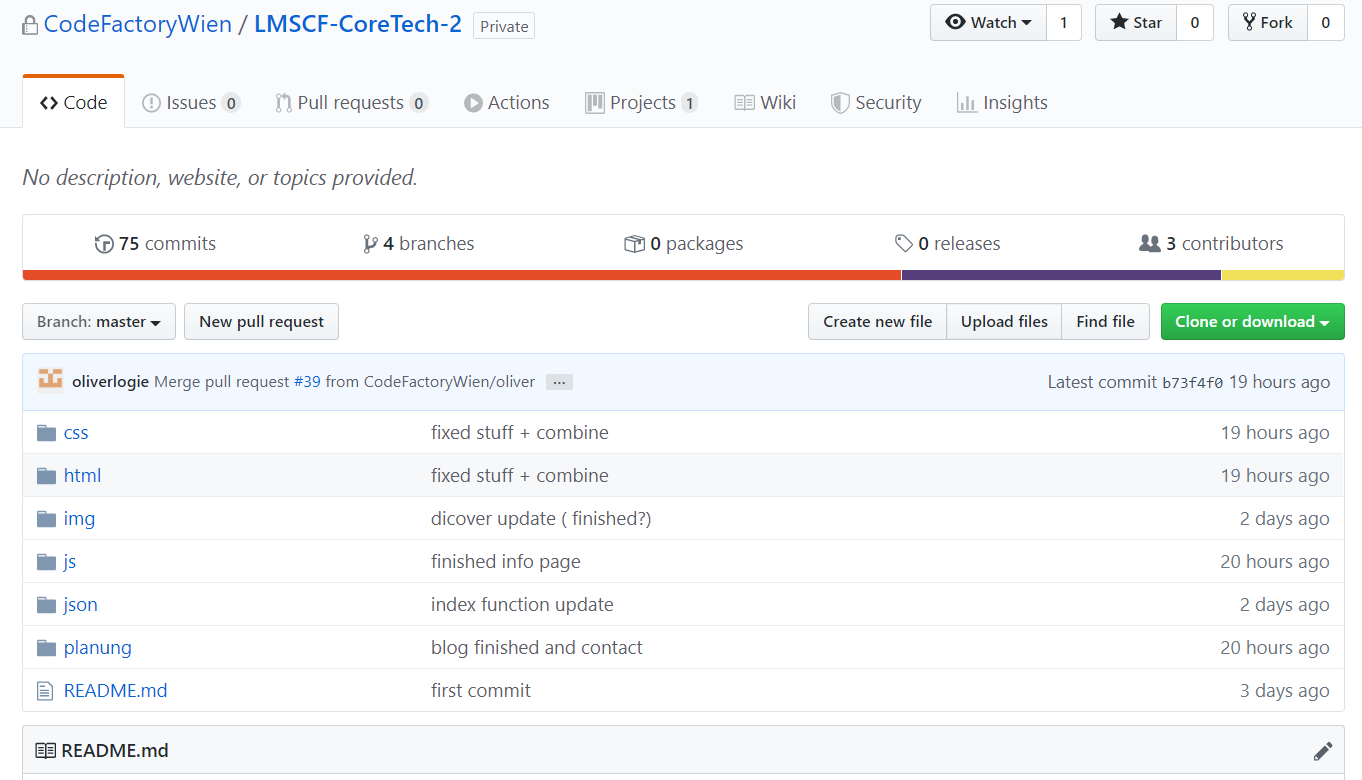 CodeFactoryWien / LMSCF-CoreTech-2 Private Watch 1 Star 0 Fork 0
Code Issues 0 Pull requests 0 Actions Projects 1 Wiki Security Insights
No description, website, or topics provided.
75 commits 4 branches 0 packages 0 releases 3 contributors
Branch: master New pull request Create new file Upload files Find file Clone or download
oliverlogie Merge pull request #39 from CodeFactoryWien/oliver ... Latest commit b73f4f0 19 hours ago
css fixed stuff + combine 19 hours ago
html fixed stuff + combine 19 hours ago
img dicover update ( finished?) 2 days ago
js finished info page 20 hours ago
json index function update 2 days ago
planung blog finished and contact 20 hours ago
README.md first commit 3 days ago
README.md